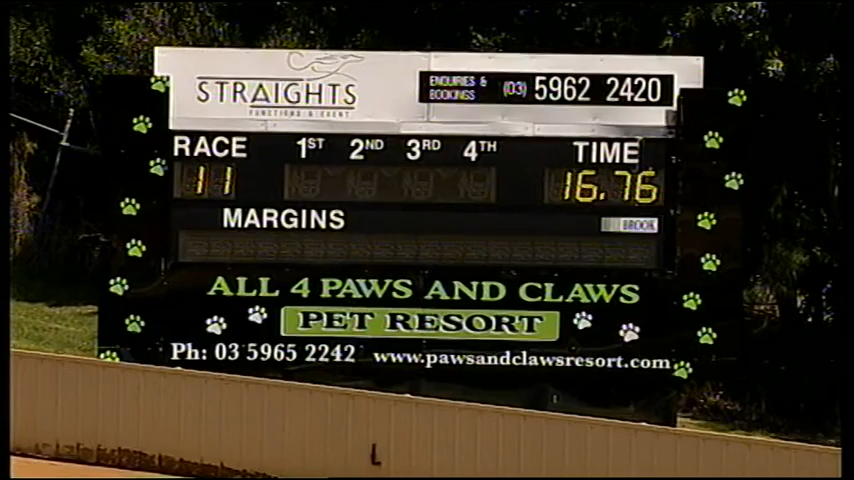 STRAIGHTS
FUNCTIONS & EVENT
ENQUIRIES & BOOKINGS (03) 5962 2420
RACE 1ST 2ND 3RD 4TH TIME
11 16.76
MARGINS
BROOK
ALL 4 PAWS AND CLAWS
PET RESORT
Ph: 03 5965 2242 www.pawsandclawsresort.com
L